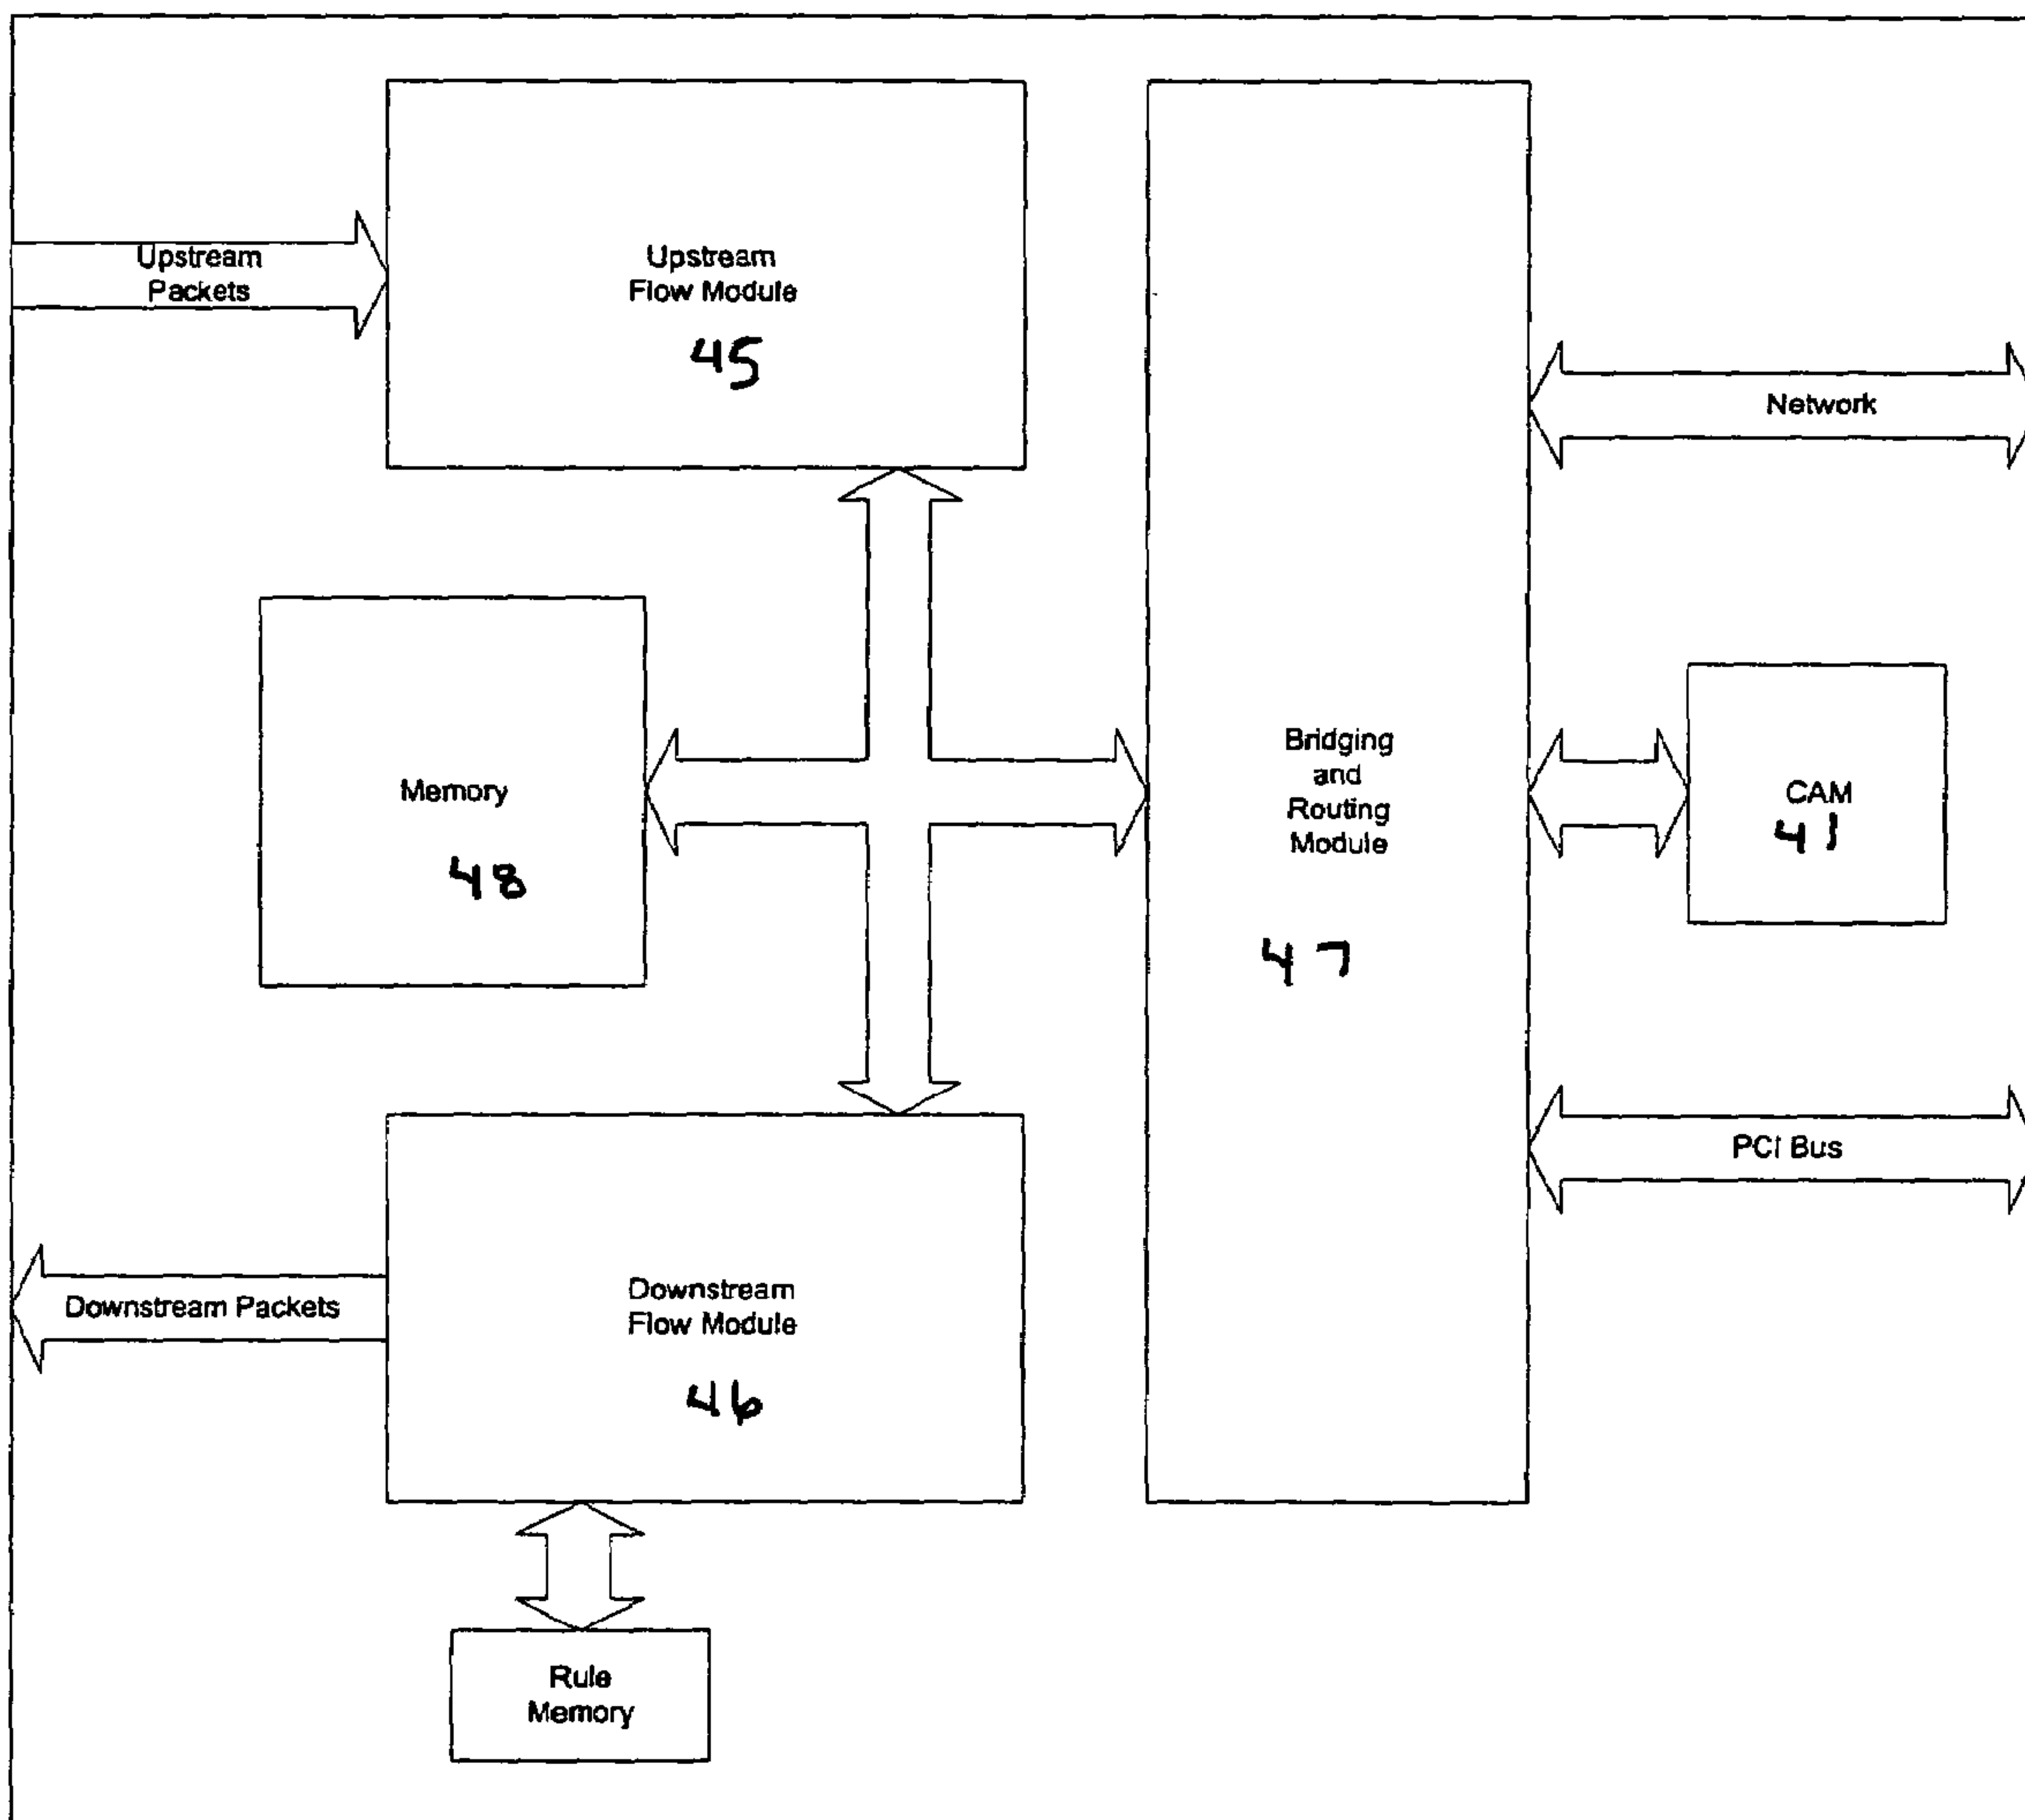 Upstream
Packets
Upstream
Flow Module
45
Network
Memory
48
Bridging
and
Routing
Module
47
CAM
41
PCI Bus
Downstream Packets
Downstream
Flow Module
46
Rule
Memory